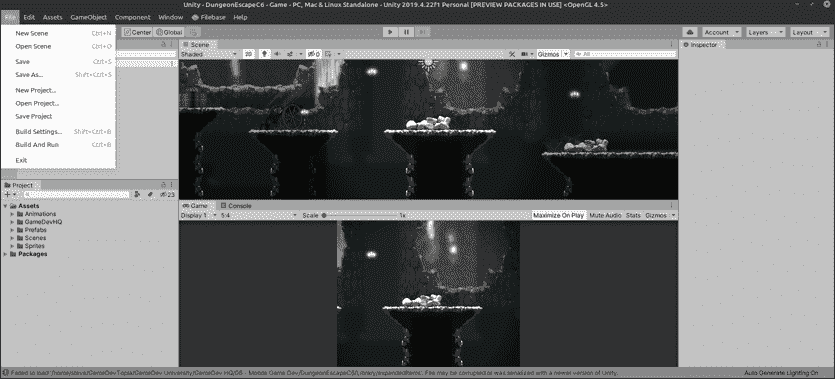 Unity - DungeonEscapeC6 - Game - PC, Mac & Linux Standalone - Unity 2019.4.22f1 Personal [PREVIEW PACKAGES IN USE] <OpenGL 4.5>
File Edit Assets GameObject Component Window Filebase Help
Center Global Account Layers Layout
New Scene Ctrl+N
Open Scene Ctrl+O
Save Ctrl+S
Save As... Shift+Ctrl+S
New Project...
Open Project...
Save Project
Build Settings... Shift+Ctrl+B
Build And Run Ctrl+B
Exit
Scene
Shaded 2D 0 Gizmos All
Inspector
Project
23
Assets
Animations
GameDevHQ
Prefabs
Scenes
Sprites
Packages
Game Console
Display 1 1:4 Scale 1x Maximize On Play Mute Audio Stats Gizmos
Failed to load File may be corrupted or was serialized with a newer version of Unity.
Auto Generate Lighting On